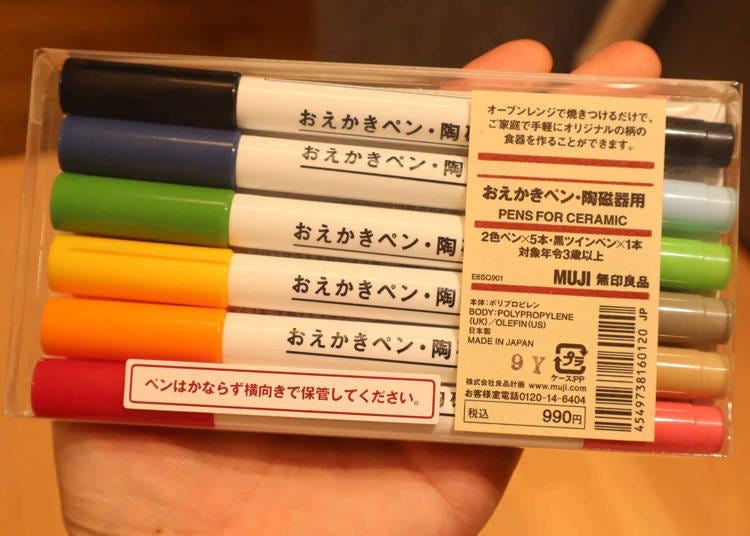 おえかきペン・陶
おえかきペン・陶磁
おえかきペン・陶
おえかきペン・陶磁
おえかきペン・陶磁
ペンはかならず横向きで保管してください。
オーブンレンジで焼きつけるだけで、
ご家庭で手軽にオリジナルの柄の
食器を作ることができます。
おえかきペン・陶磁器用
PENS FOR CERAMIC
2色ペン×5本・黒ツインペン×1本
対象年令3歳以上
E6SQ901
MUJI 無印良品
本体：ポリプロピレン
BODY：POLYPROPYLENE
(UK)／OLEFIN(US)
日本製
MADE IN JAPAN
9Y
プラ
ケース:PP
株式会社良品計画 www.muji.com
お客様室電話0120-14-6404
税込 990円
4549738160120 JP